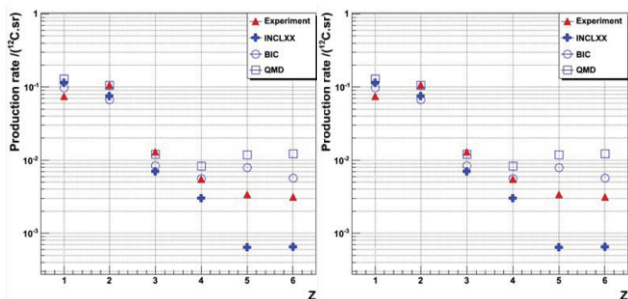 Production rate /(¹²C.sr)
1
10⁻¹
10⁻²
10⁻³
Experiment
INCLXX
BIC
QMD
1 2 3 4 5 6
Z
Production rate /(¹²C.sr)
1
10⁻¹
10⁻²
10⁻³
Experiment
INCLXX
BIC
QMD
1 2 3 4 5 6
Z